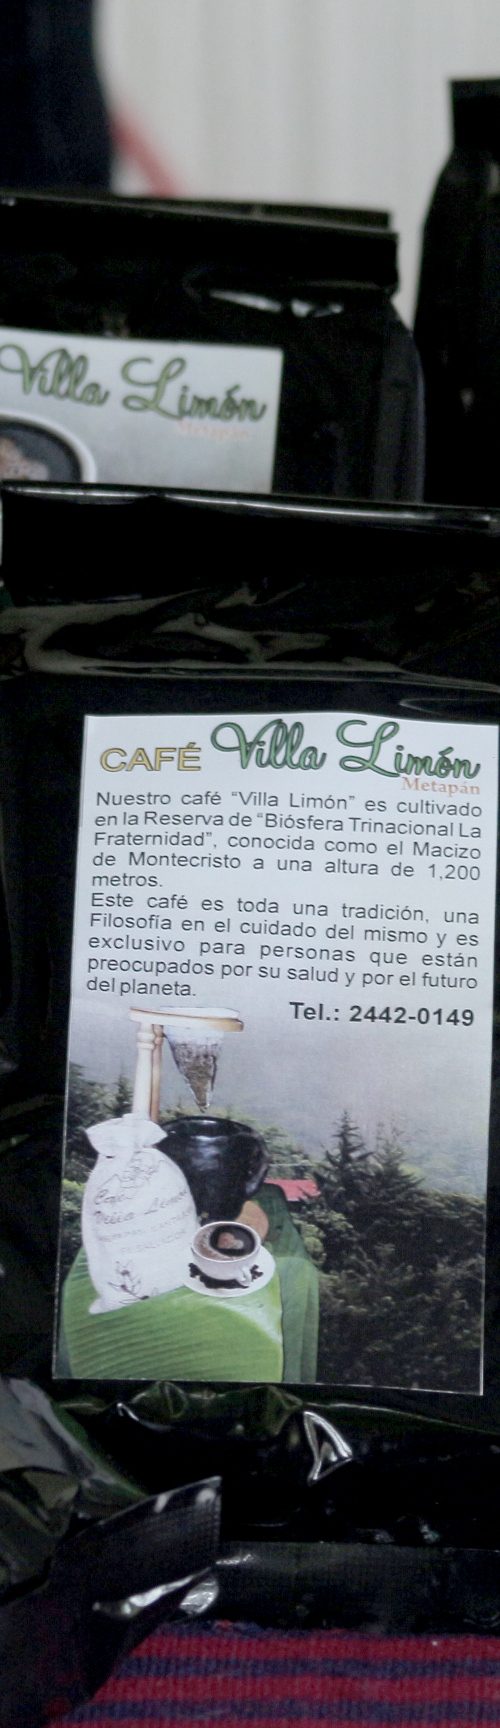 Villa Limón
Metapán
CAFÉ Villa Limón
Metapán
Nuestro café “Villa Limón” es cultivado
en la Reserva de “Biósfera Trinacional La
Fraternidad”, conocida como el Macizo
de Montecristo a una altura de 1,200
metros.
Este café es toda una tradición, una
Filosofía en el cuidado del mismo y es
exclusivo para personas que están
preocupados por su salud y por el futuro
del planeta.
Tel.: 2442-0149
Café
Villa Limón